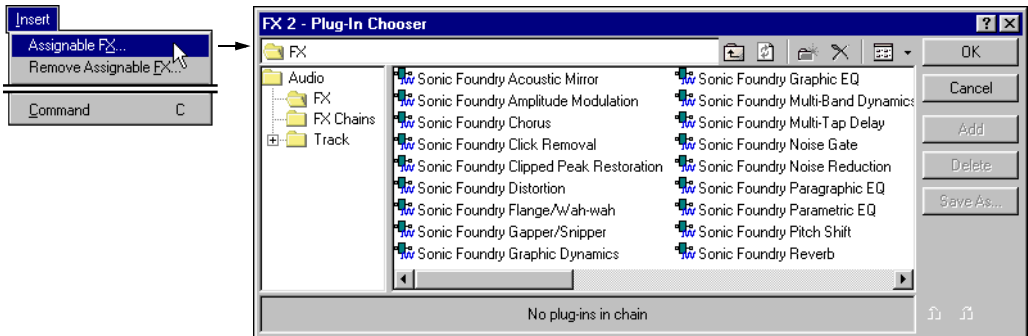 Insert
Assignable FX...
Remove Assignable FX...
Command C
FX 2 - Plug-In Chooser
FX
OK
Cancel
Add
Delete
Save As...
Audio
FX
FX Chains
Track
Sonic Foundry Acoustic Mirror
Sonic Foundry Amplitude Modulation
Sonic Foundry Chorus
Sonic Foundry Click Removal
Sonic Foundry Clipped Peak Restoration
Sonic Foundry Distortion
Sonic Foundry Flange/Wah-wah
Sonic Foundry Gapper/Snipper
Sonic Foundry Graphic Dynamics
Sonic Foundry Graphic EQ
Sonic Foundry Multi-Band Dynamics
Sonic Foundry Multi-Tap Delay
Sonic Foundry Noise Gate
Sonic Foundry Noise Reduction
Sonic Foundry Paragraphic EQ
Sonic Foundry Parametric EQ
Sonic Foundry Pitch Shift
Sonic Foundry Reverb
No plug-ins in chain